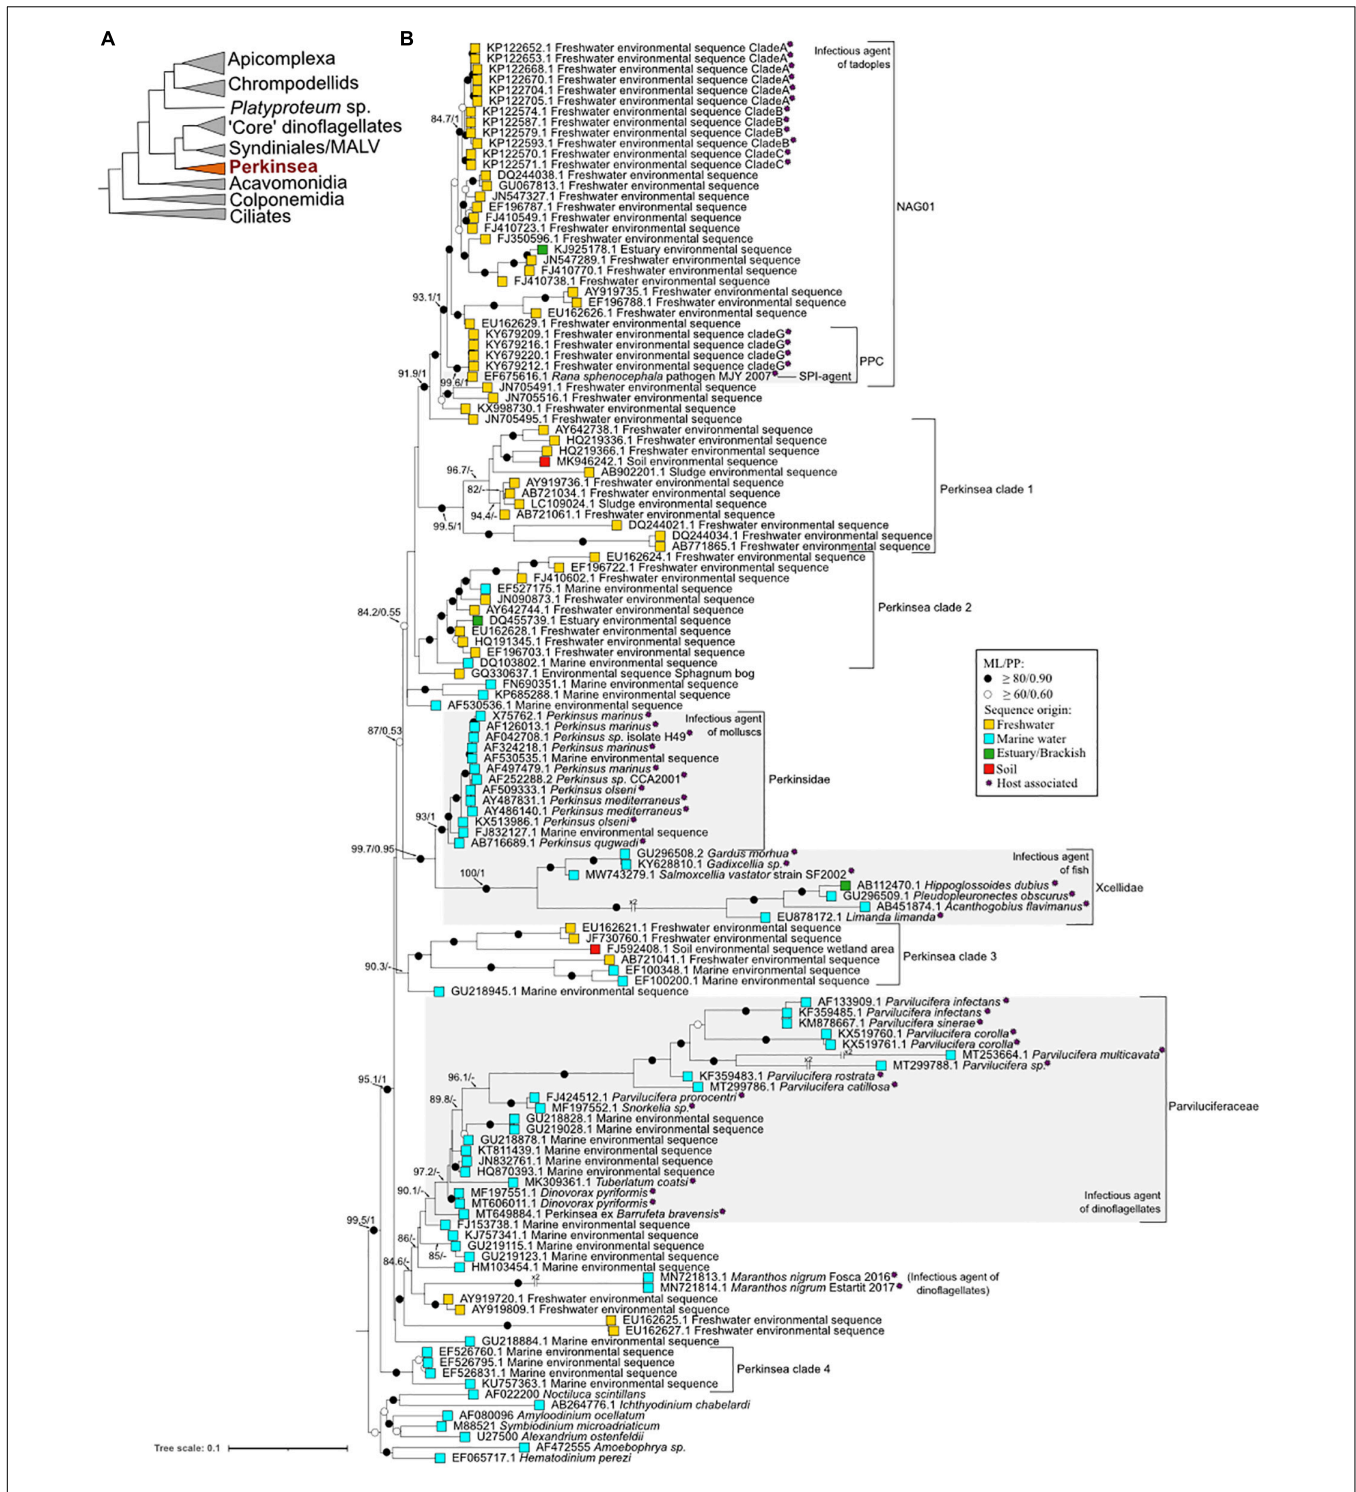 A
Apicomplexa
Chrompodellids
Platyproteum sp.
'Core' dinoflagellates
Syndiniales/MALV
Perkinsea
Acavomonidia
Colponemidia
Ciliates
B
KP122652.1 Freshwater environmental sequence CladeA
KP122653.1 Freshwater environmental sequence CladeA
KP122668.1 Freshwater environmental sequence CladeA
KP122670.1 Freshwater environmental sequence CladeA
KP122704.1 Freshwater environmental sequence CladeA
KP122705.1 Freshwater environmental sequence CladeA
KP122574.1 Freshwater environmental sequence CladeB
KP122587.1 Freshwater environmental sequence CladeB
KP122579.1 Freshwater environmental sequence CladeB
KP122593.1 Freshwater environmental sequence CladeB
KP122570.1 Freshwater environmental sequence CladeC
KP122571.1 Freshwater environmental sequence CladeC
DQ244038.1 Freshwater environmental sequence
GU067813.1 Freshwater environmental sequence
JN547327.1 Freshwater environmental sequence
EF196787.1 Freshwater environmental sequence
FJ410549.1 Freshwater environmental sequence
FJ410723.1 Freshwater environmental sequence
FJ350596.1 Freshwater environmental sequence
KJ925178.1 Estuary environmental sequence
JN547289.1 Freshwater environmental sequence
FJ410770.1 Freshwater environmental sequence
FJ410738.1 Freshwater environmental sequence
AY919735.1 Freshwater environmental sequence
EF196788.1 Freshwater environmental sequence
EU162626.1 Freshwater environmental sequence
EU162629.1 Freshwater environmental sequence
KY679209.1 Freshwater environmental sequence cladeG
KY679216.1 Freshwater environmental sequence cladeG
KY679220.1 Freshwater environmental sequence cladeG
KY679212.1 Freshwater environmental sequence cladeG
EF675616.1 Rana sphenocephala pathogen MJY 2007
SPI-agent
JN705491.1 Freshwater environmental sequence
JN705516.1 Freshwater environmental sequence
KX998730.1 Freshwater environmental sequence
JN705495.1 Freshwater environmental sequence
Infectious agent
of tadoples
NAG01
PPC
84.7/1
93.1/1
99.6/1
91.9/1
AY642738.1 Freshwater environmental sequence
HQ219336.1 Freshwater environmental sequence
HQ219366.1 Freshwater environmental sequence
MK946242.1 Soil environmental sequence
AB902201.1 Sludge environmental sequence
AY919736.1 Freshwater environmental sequence
AB721034.1 Freshwater environmental sequence
LC109024.1 Sludge environmental sequence
AB721061.1 Freshwater environmental sequence
DQ244021.1 Freshwater environmental sequence
DQ244034.1 Freshwater environmental sequence
AB771865.1 Freshwater environmental sequence
Perkinsea clade 1
96.7/-
82/-
94.4/-
99.5/1
EU162624.1 Freshwater environmental sequence
EF196722.1 Freshwater environmental sequence
FJ410602.1 Freshwater environmental sequence
EF527175.1 Marine environmental sequence
JN090873.1 Freshwater environmental sequence
AY642744.1 Freshwater environmental sequence
DQ455739.1 Estuary environmental sequence
EU162628.1 Freshwater environmental sequence
HQ191345.1 Freshwater environmental sequence
EF196703.1 Freshwater environmental sequence
DQ103802.1 Marine environmental sequence
GQ330637.1 Environmental sequence Sphagnum bog
Perkinsea clade 2
84.2/0.55
FN690351.1 Marine environmental sequence
KP685288.1 Marine environmental sequence
AF530536.1 Marine environmental sequence
ML/PP:
≥ 80/0.90
≥ 60/0.60
Sequence origin:
Freshwater
Marine water
Estuary/Brackish
Soil
Host associated
87/0.53
X75762.1 Perkinsus marinus
AF126013.1 Perkinsus marinus
AF042708.1 Perkinsus sp. isolate H49
AF324218.1 Perkinsus marinus
AF530535.1 Marine environmental sequence
AF497479.1 Perkinsus marinus
AF252288.2 Perkinsus sp. CCA2001
AF509333.1 Perkinsus olseni
AY487831.1 Perkinsus mediterraneus
AY486140.1 Perkinsus mediterraneus
KX513986.1 Perkinsus olseni
FJ832127.1 Marine environmental sequence
AB716689.1 Perkinsus qugwadi
Infectious agent
of molluscs
Perkinsidae
93/1
99.7/0.95
100/1
x2
GU296508.2 Gardus morhua
KY628810.1 Gadixcellia sp.
MW743279.1 Salmoxcellia vastator strain SF2002
AB112470.1 Hippoglossoides dubius
GU296509.1 Pleudopleuronectes obscurus
AB451874.1 Acanthogobius flavimanus
EU878172.1 Limanda limanda
Infectious agent
of fish
Xcellidae
EU162621.1 Freshwater environmental sequence
JF730760.1 Freshwater environmental sequence
FJ592408.1 Soil environmental sequence wetland area
AB721041.1 Freshwater environmental sequence
EF100348.1 Marine environmental sequence
EF100200.1 Marine environmental sequence
Perkinsea clade 3
90.3/-
GU218945.1 Marine environmental sequence
AF133909.1 Parvilucifera infectans
KF359485.1 Parvilucifera infectans
KM878667.1 Parvilucifera sinerae
KX519760.1 Parvilucifera corolla
KX519761.1 Parvilucifera corolla
x2
MT253664.1 Parvilucifera multicavata
x2
MT299788.1 Parvilucifera sp.
KF359483.1 Parvilucifera rostrata
MT299786.1 Parvilucifera catillosa
FJ424512.1 Parvilucifera prorocentri
MF197552.1 Snorkelia sp.
GU218828.1 Marine environmental sequence
GU219028.1 Marine environmental sequence
GU218878.1 Marine environmental sequence
KT811439.1 Marine environmental sequence
JN832761.1 Marine environmental sequence
HQ870393.1 Marine environmental sequence
MK309361.1 Tuberlatum coatsi
MF197551.1 Dinovorax pyriformis
MT606011.1 Dinovorax pyriformis
MT649884.1 Perkinsea ex Barrufeta bravensis
Parviluciferaceae
Infectious agent
of dinoflagellates
95.1/1
96.1/-
89.8/-
97.2/-
90.1/-
99.5/1
FJ153738.1 Marine environmental sequence
KJ757341.1 Marine environmental sequence
GU219115.1 Marine environmental sequence
GU219123.1 Marine environmental sequence
HM103454.1 Marine environmental sequence
86/-
85/-
84.6/-
x2
MN721813.1 Maranthos nigrum Fosca 2016
MN721814.1 Maranthos nigrum Estartit 2017
(Infectious agent of
dinoflagellates)
AY919720.1 Freshwater environmental sequence
AY919809.1 Freshwater environmental sequence
EU162625.1 Freshwater environmental sequence
EU162627.1 Freshwater environmental sequence
GU218884.1 Marine environmental sequence
EF526760.1 Marine environmental sequence
EF526795.1 Marine environmental sequence
EF526831.1 Marine environmental sequence
KU757363.1 Marine environmental sequence
Perkinsea clade 4
AF022200 Noctiluca scintillans
AB264776.1 Ichthyodinium chabelardi
AF080096 Amyloodinium ocellatum
M88521 Symbiodinium microadriaticum
U27500 Alexandrium ostenfeldii
AF472555 Amoebophrya sp.
EF065717.1 Hematodinium perezi
Tree scale: 0.1